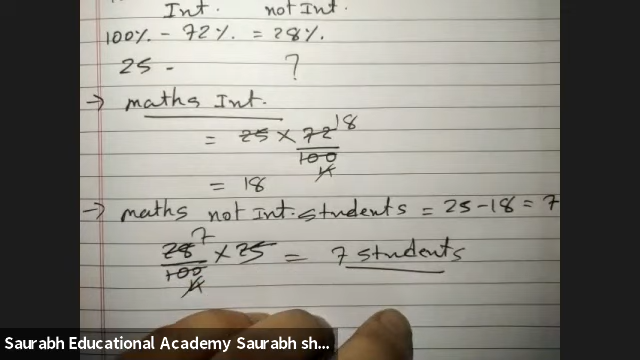 Int. not Int.
100% - 72% = 28%
25 - ?
→ maths Int.
= 25 × 72 18
100
4
= 18
→ maths not Int. students = 25 - 18 = 7
28 7
100 × 25 = 7 students
4
Saurabh Educational Academy Saurabh sh...